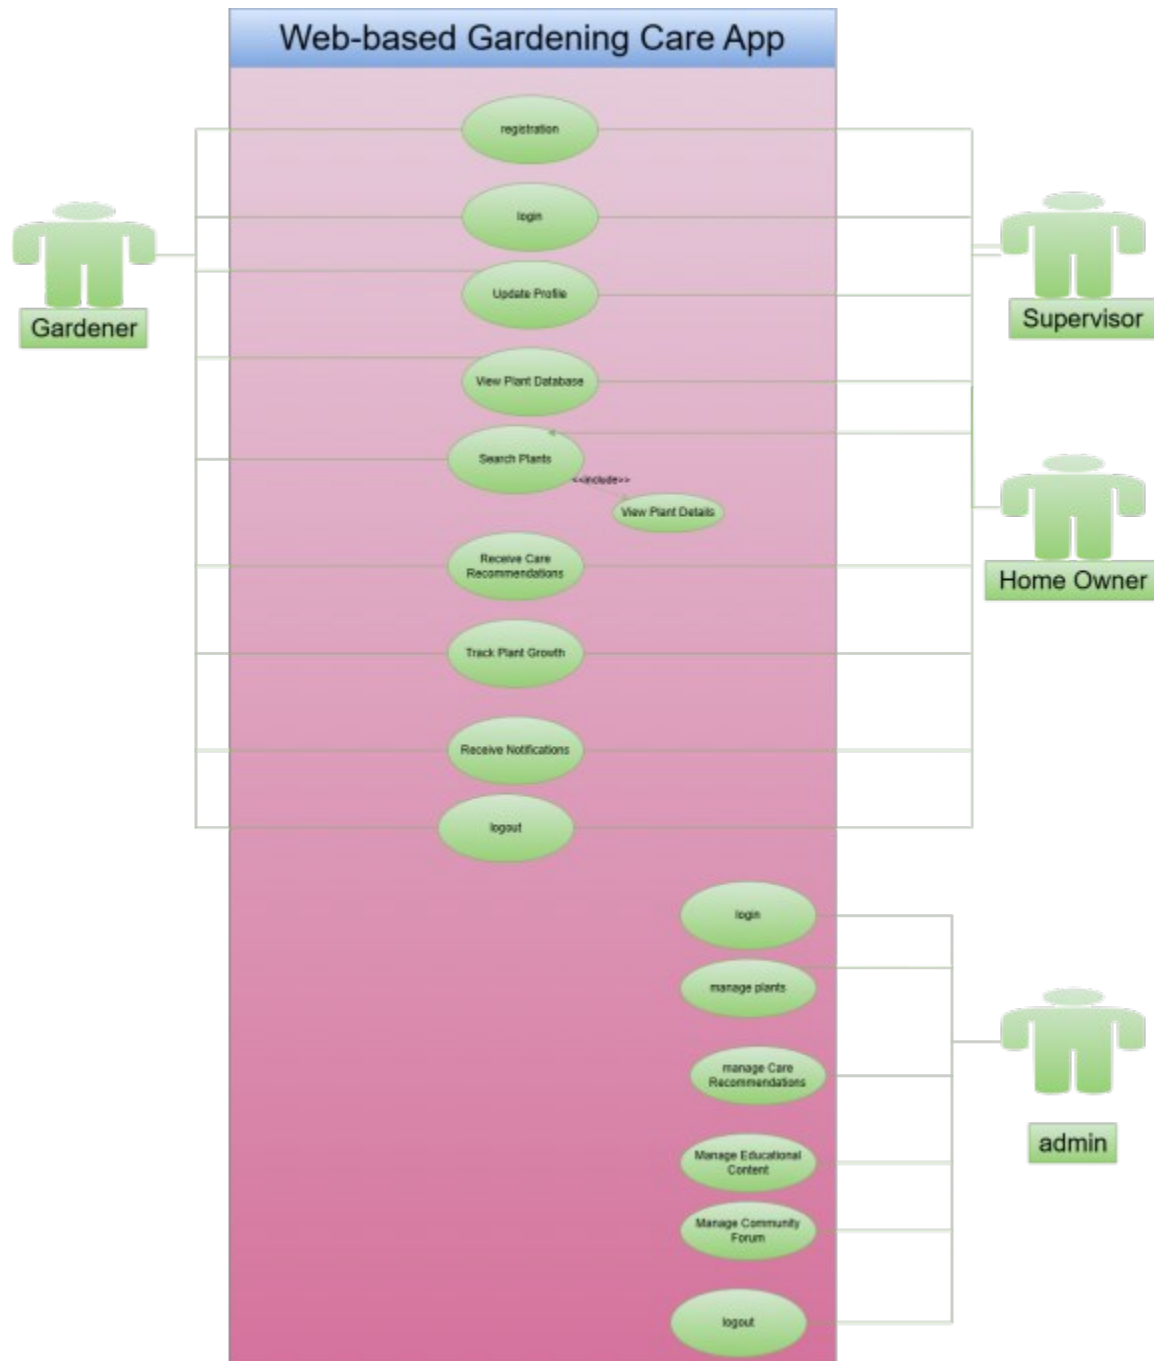 Web-based Gardening Care App
registration
login
Gardener
Update Profile
Supervisor
View Plant Database
Search Plants
<<include>>
View Plant Details
Receive Care
Recommendations
Home Owner
Track Plant Growth
Receive Notifications
logout
login
manage plants
manage Care
Recommendations
admin
Manage Educational
Content
Manage Community
Forum
logout